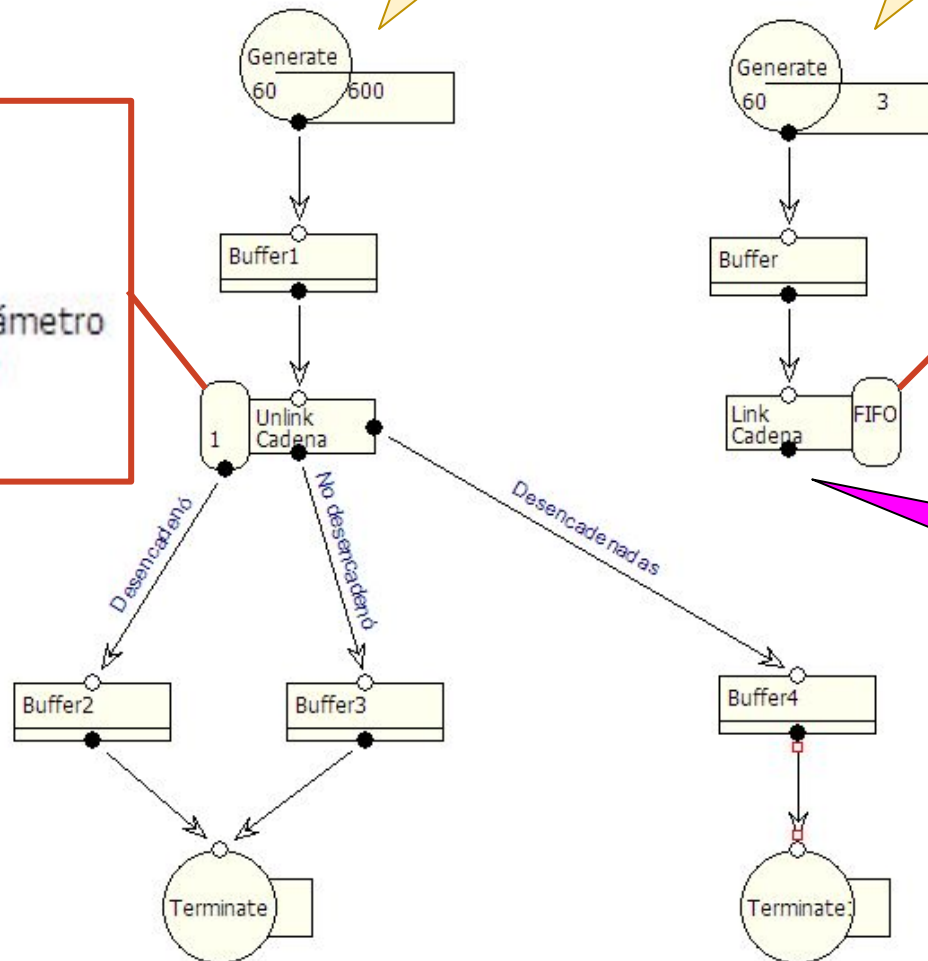 Generate
60 600
Generate
60 3
Buffer1
Buffer
ámetro
1
Unlink
Cadena
Link
Cadena
FIFO
Desencadenó
No desencadenó
Desencadenadas
Buffer2
Buffer3
Buffer4
Terminate
Terminate